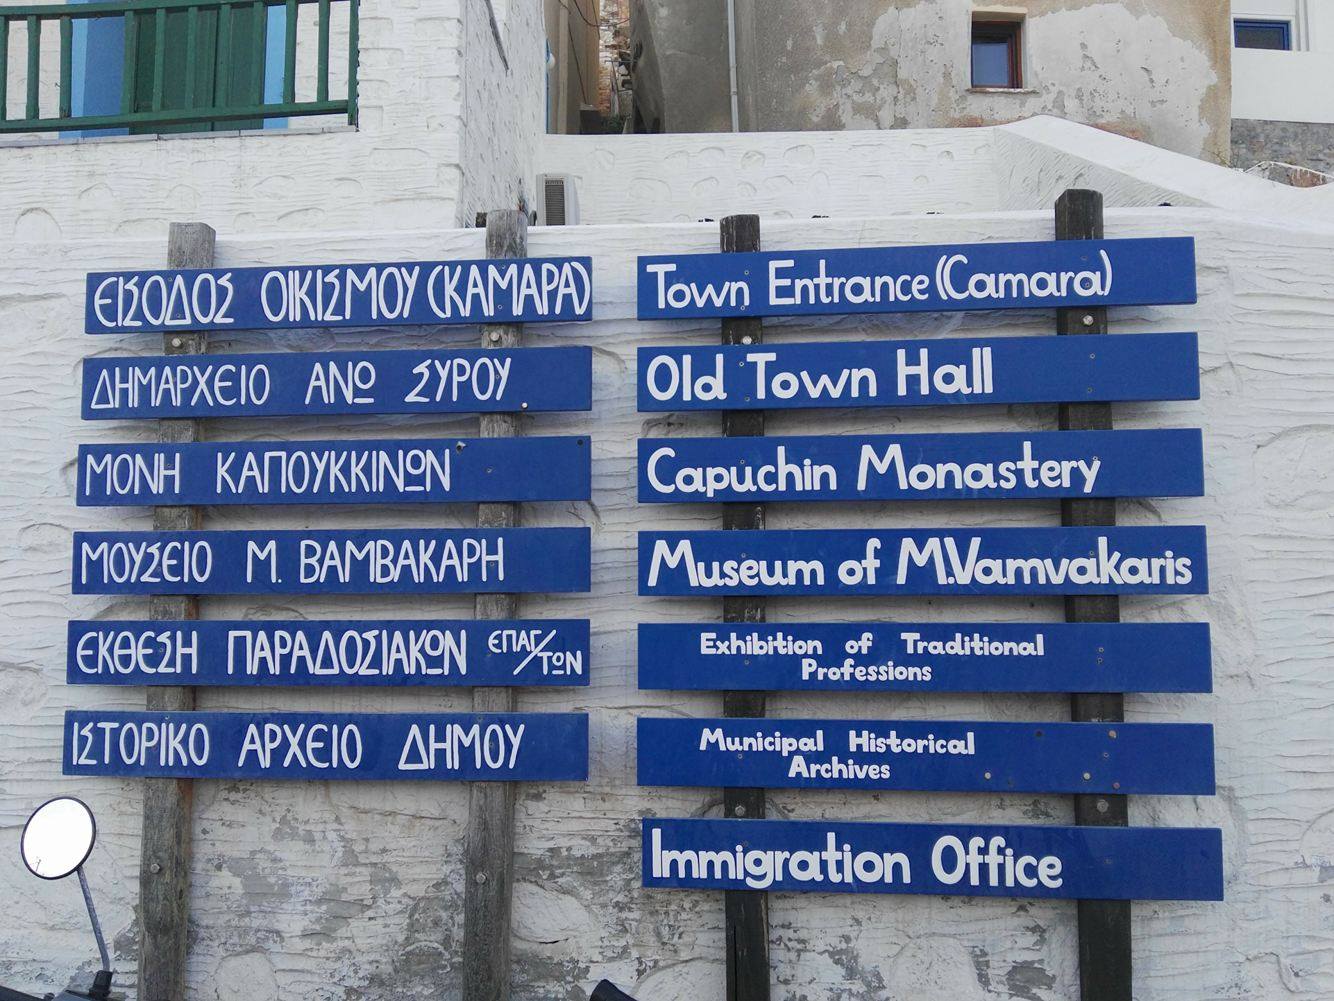 ΕΙΣΟΔΟΣ ΟΙΚΙΣΜΟΥ (ΚΑΜΑΡΑ)
ΔΗΜΑΡΧΕΙΟ ΑΝΩ ΣΥΡΟΥ
ΜΟΝΗ ΚΑΠΟΥΚΚΙΝΩΝ
ΜΟΥΣΕΙΟ Μ. ΒΑΜΒΑΚΑΡΗ
ΕΚΘΕΣΗ ΠΑΡΑΔΟΣΙΑΚΩΝ ΕΠΑΓ/ΤΩΝ
ΙΣΤΟΡΙΚΟ ΑΡΧΕΙΟ ΔΗΜΟΥ
Town Entrance (Camara)
Old Town Hall
Capuchin Monastery
Museum of M.Vamvakaris
Exhibition of Traditional
Professions
Municipal Historical
Archives
Immigration Office